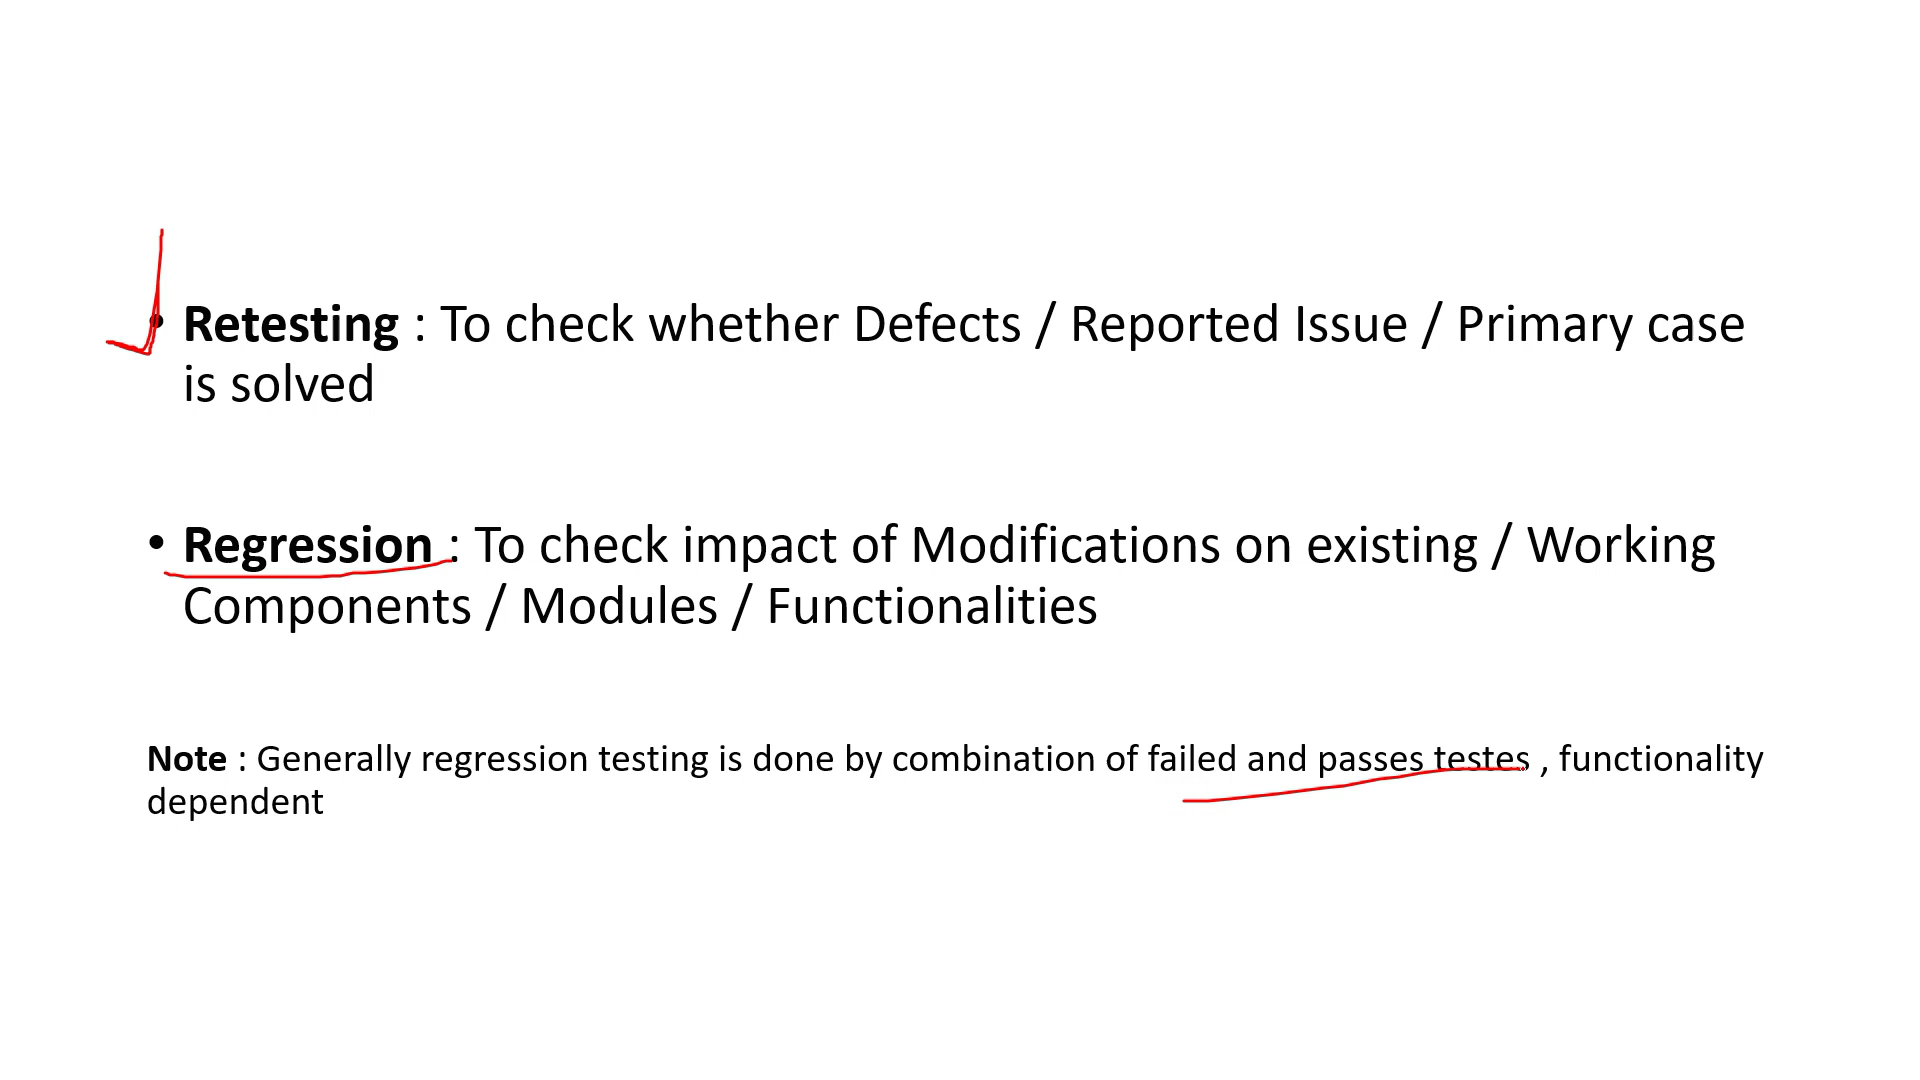 • Retesting : To check whether Defects / Reported Issue / Primary case
is solved
• Regression : To check impact of Modifications on existing / Working
Components / Modules / Functionalities
Note : Generally regression testing is done by combination of failed and passes testes , functionality
dependent